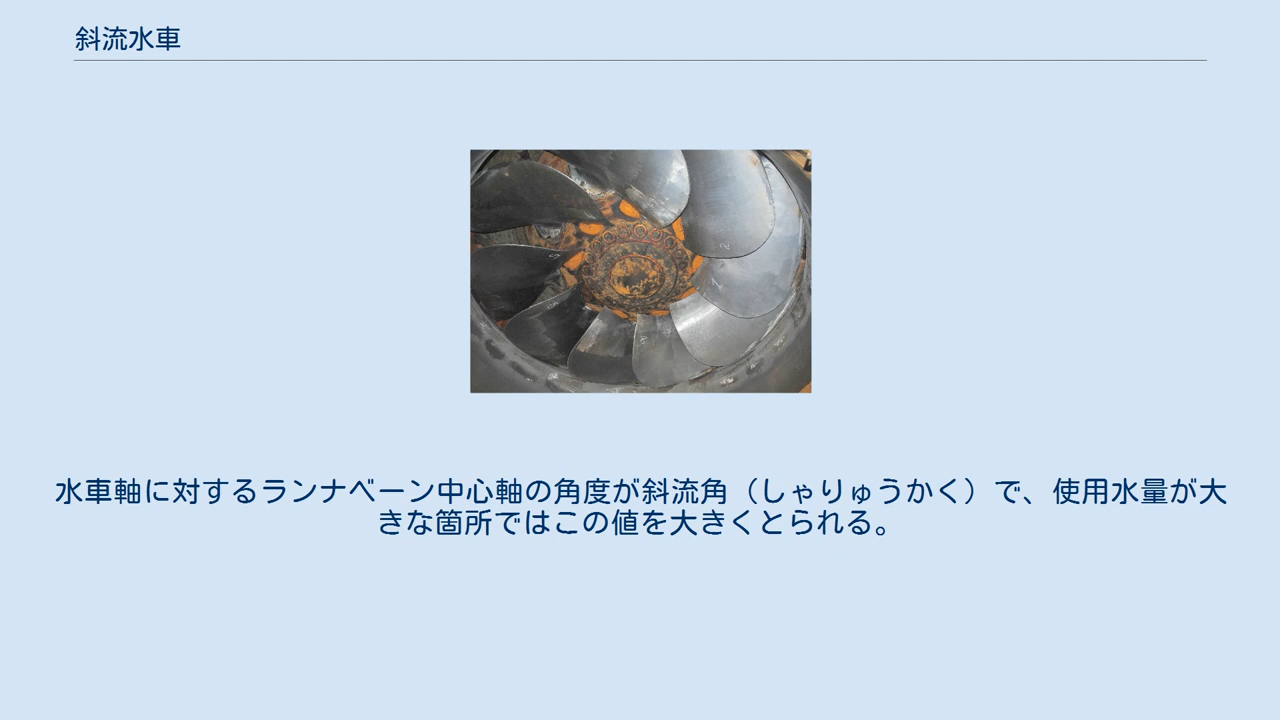 斜流水車
水車軸に対するランナベーン中心軸の角度が斜流角（しゃりゅうかく）で、使用水量が大
きな箇所ではこの値を大きくとられる。